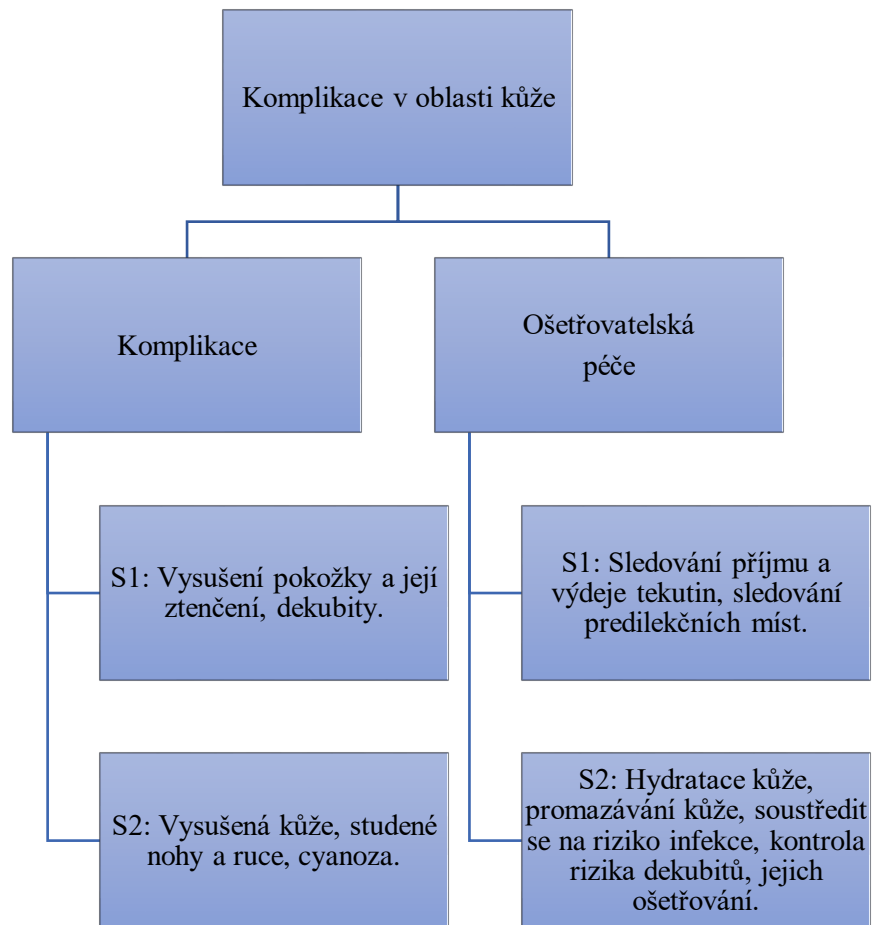 Komplikace v oblasti kůže
Komplikace
Ošetřovatelská
péče
S1: Vysušení pokožky a její
ztenčení, dekubity.
S1: Sledování příjmu a
výdeje tekutin, sledování
predilekčních míst.
S2: Vysušená kůže, studené
nohy a ruce, cyanoza.
S2: Hydratace kůže,
promazávání kůže, soustředit
se na riziko infekce, kontrola
rizika dekubitů, jejich
ošetřování.